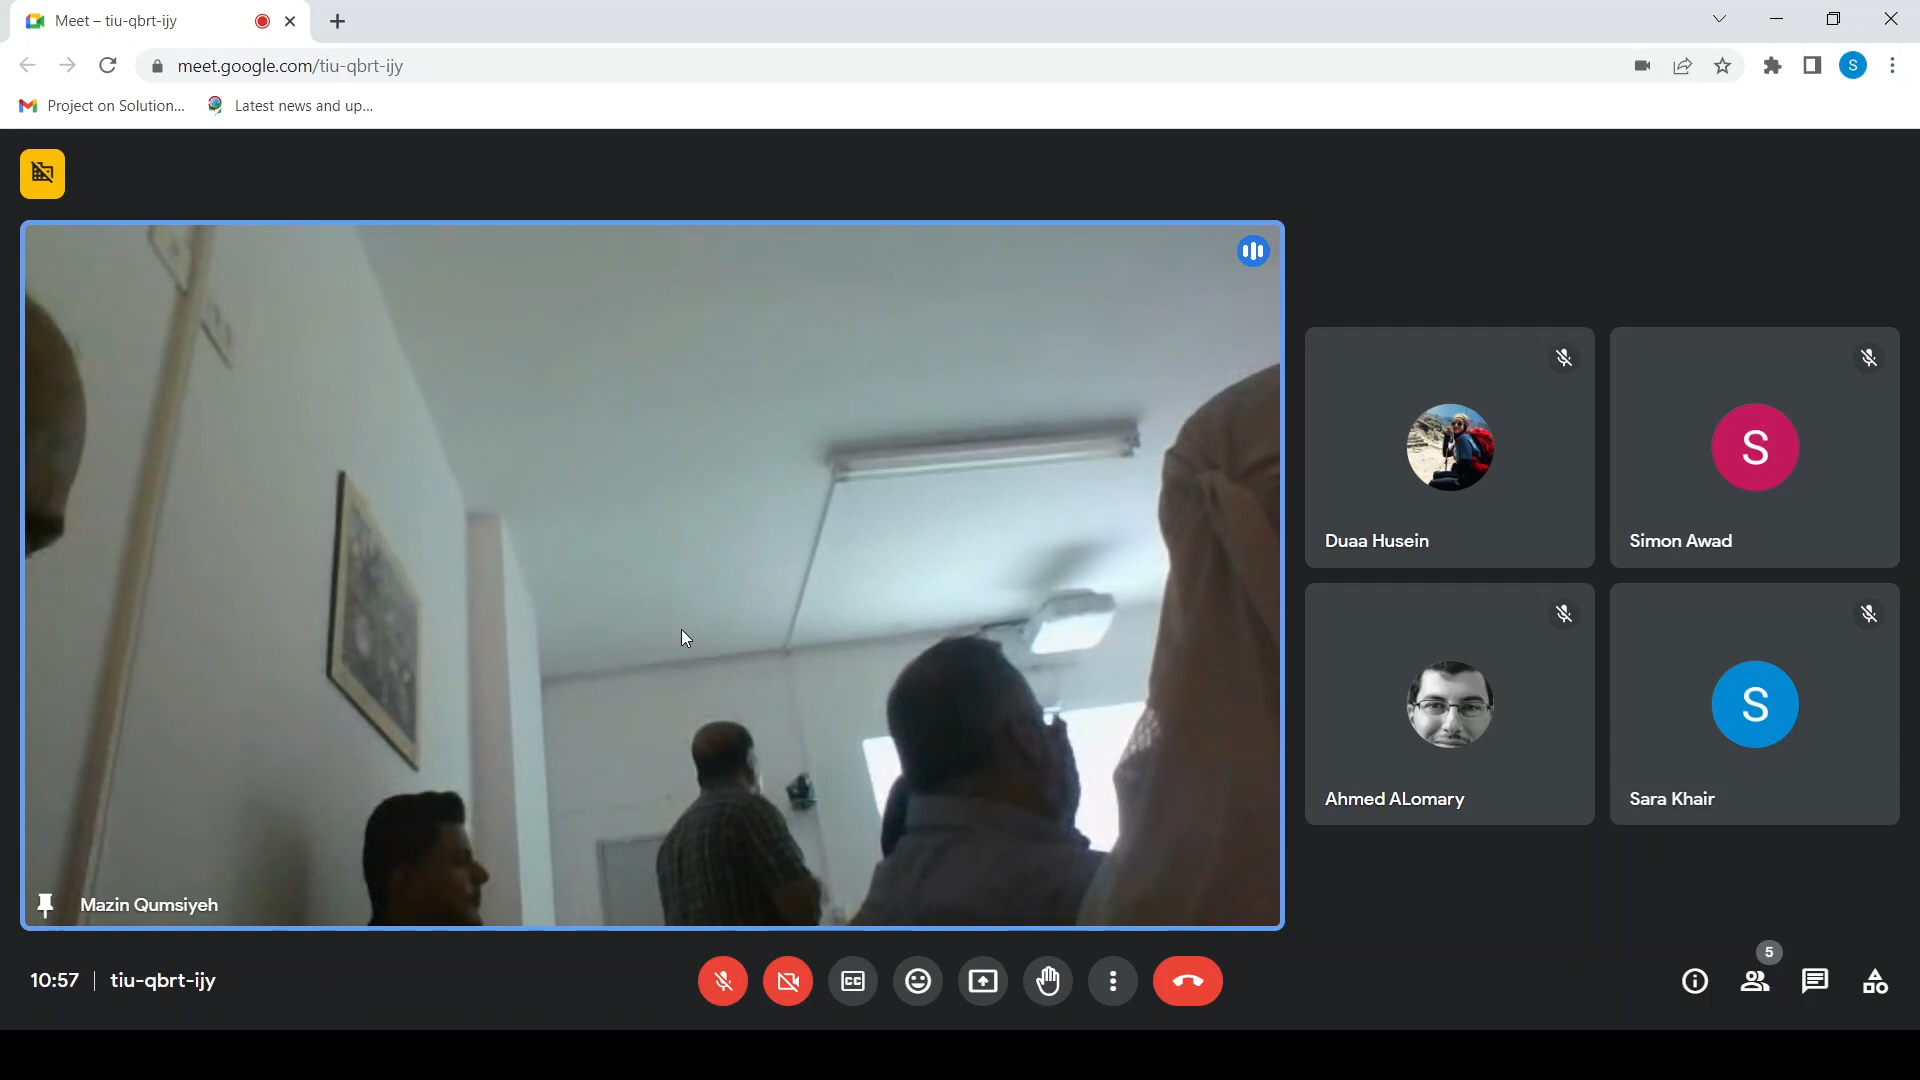 Meet – tiu-qbrt-ijy
meet.google.com/tiu-qbrt-ijy
S
Project on Solution...
Latest news and up...
Duaa Husein
S
Simon Awad
Ahmed ALomary
S
Sara Khair
Mazin Qumsiyeh
10:57 | tiu-qbrt-ijy
CC
5